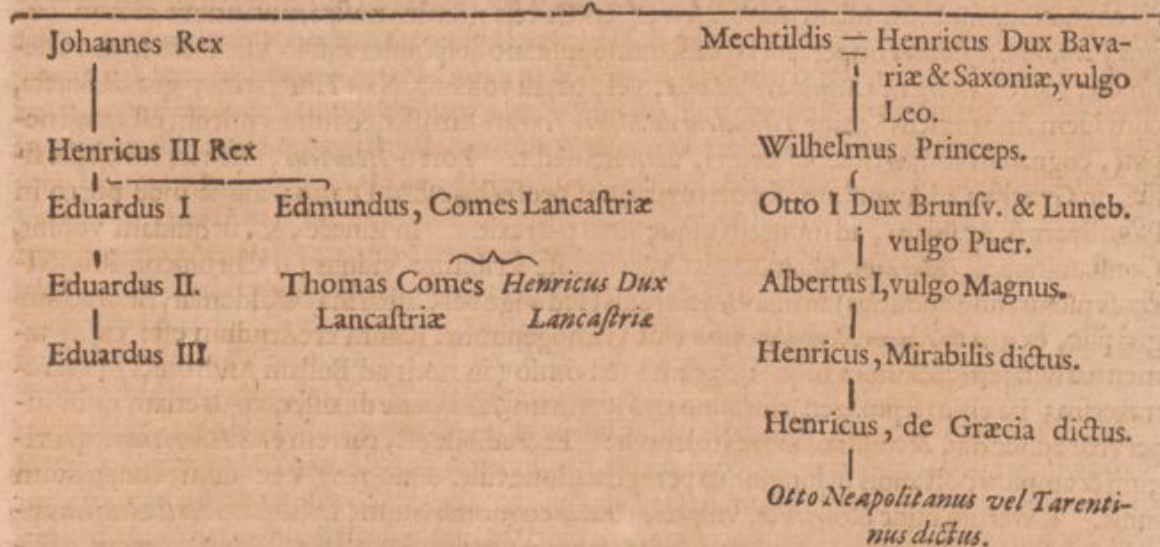 Johannes Rex
Mechtildis = Henricus Dux Bava-
riæ & Saxoniæ, vulgo
Leo.
Henricus III Rex
Wilhelmus Princeps.
Eduardus I
Edmundus, Comes Lancaſtriæ
Otto I Dux Brunſv. & Luneb.
vulgo Puer.
Eduardus II.
Thomas Comes
Lancaſtriæ
Henricus Dux
Lancaſtriæ
Albertus I, vulgo Magnus.
Eduardus III
Henricus, Mirabilis dictus.
Henricus, de Græcia dictus.
Otto Neapolitanus vel Tarenti-
nus dictus.